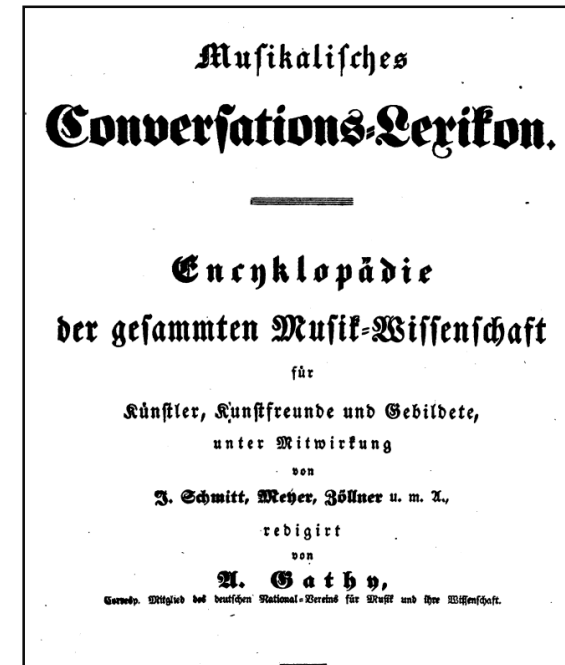 Muſikaliſches
Converſations-Lexikon.
Encyklopädie
der geſammten Muſik-Wiſſenſchaft
für
Künſtler, Kunſtfreunde und Gebildete,
unter Mitwirkung
von
J. Schmitt, Meyer, Zöllner u. m. A.,
redigirt
von
A. Gathy,
Correſp. Mitglied des deutſchen National-Vereins für Muſik und ihre Wiſſenſchaft.